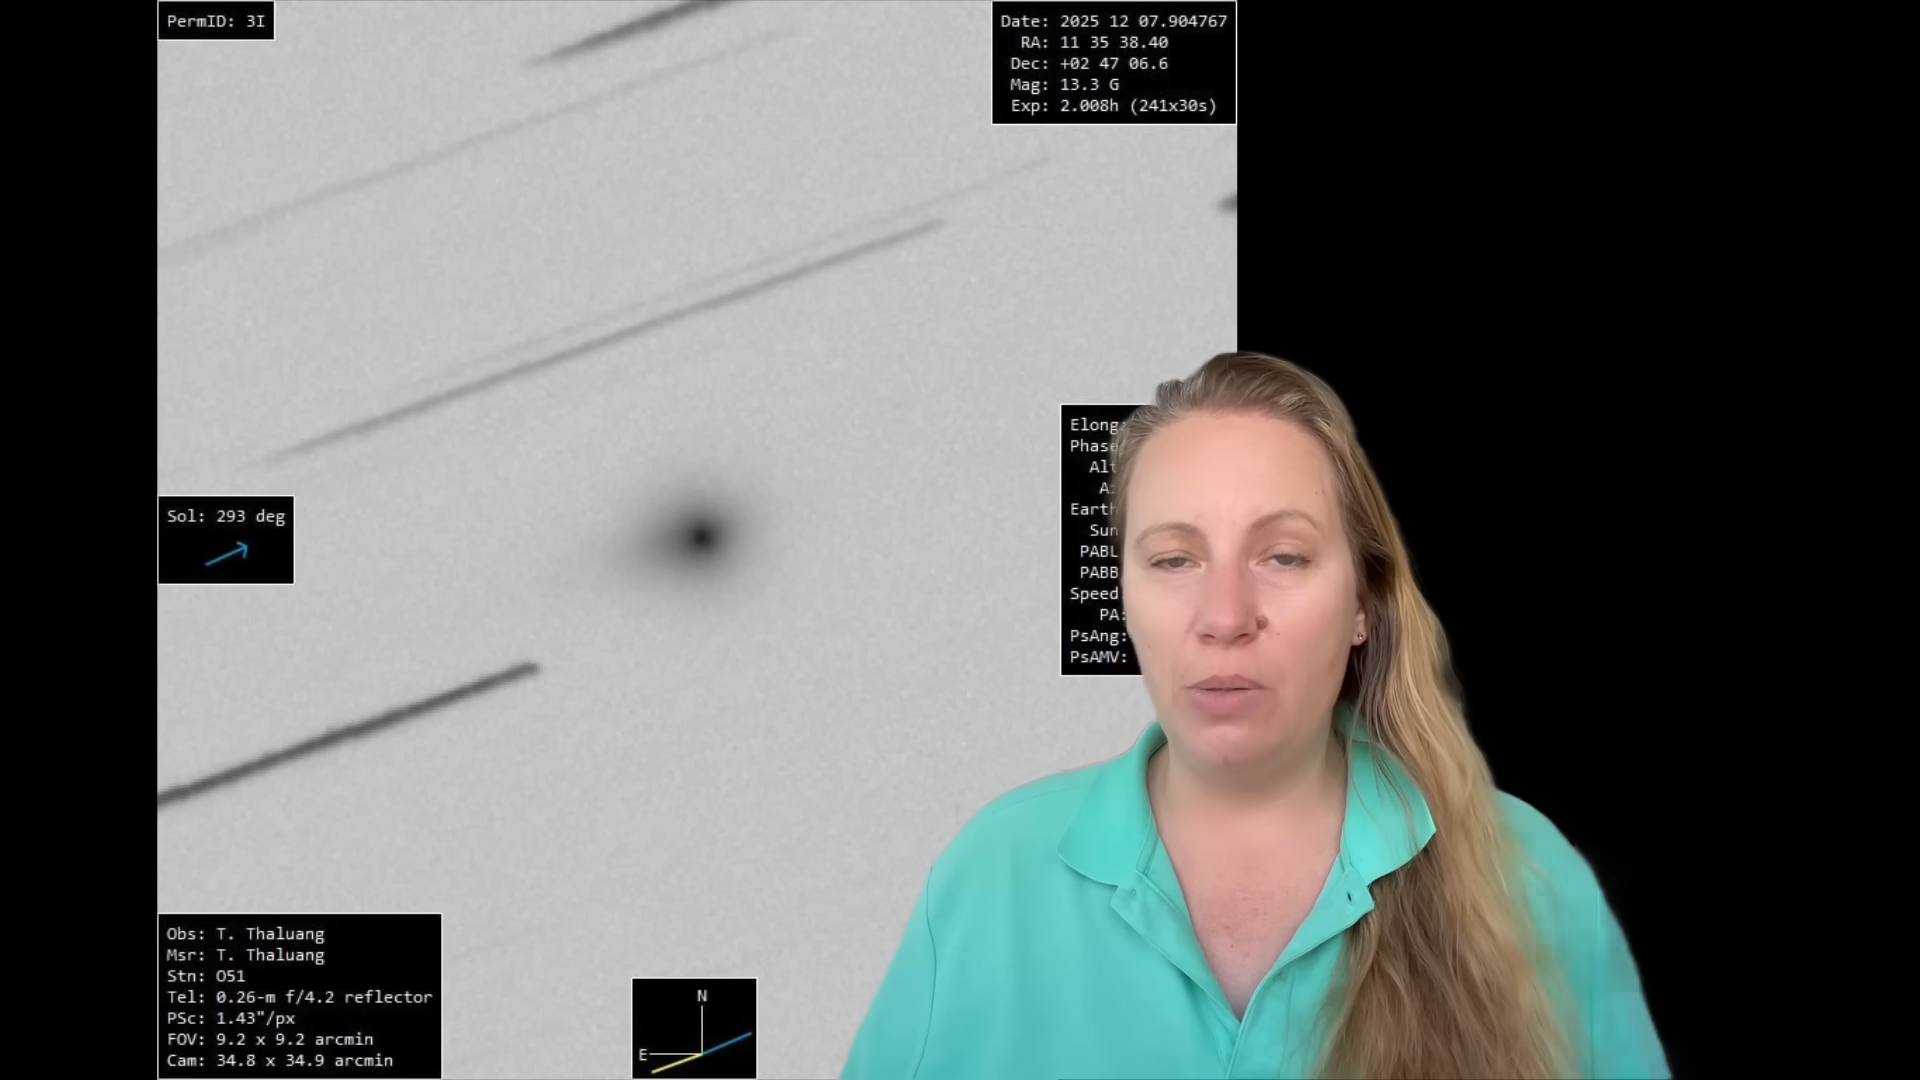 PermID: 3I
Date: 2025 12 07.904767
RA: 11 35 38.40
Dec: +02 47 06.6
Mag: 13.3 G
Exp: 2.008h (241x30s)
Sol: 293 deg
Elong:
Phase
Alt
Earth
Sun
PABL
PABB
Speed:
PA:
PsAng:
PsAMV:
Obs: T. Thaluang
Msr: T. Thaluang
Stn: O51
Tel: 0.26-m f/4.2 reflector
PSc: 1.43"/px
FOV: 9.2 x 9.2 arcmin
Cam: 34.8 x 34.9 arcmin
N
E